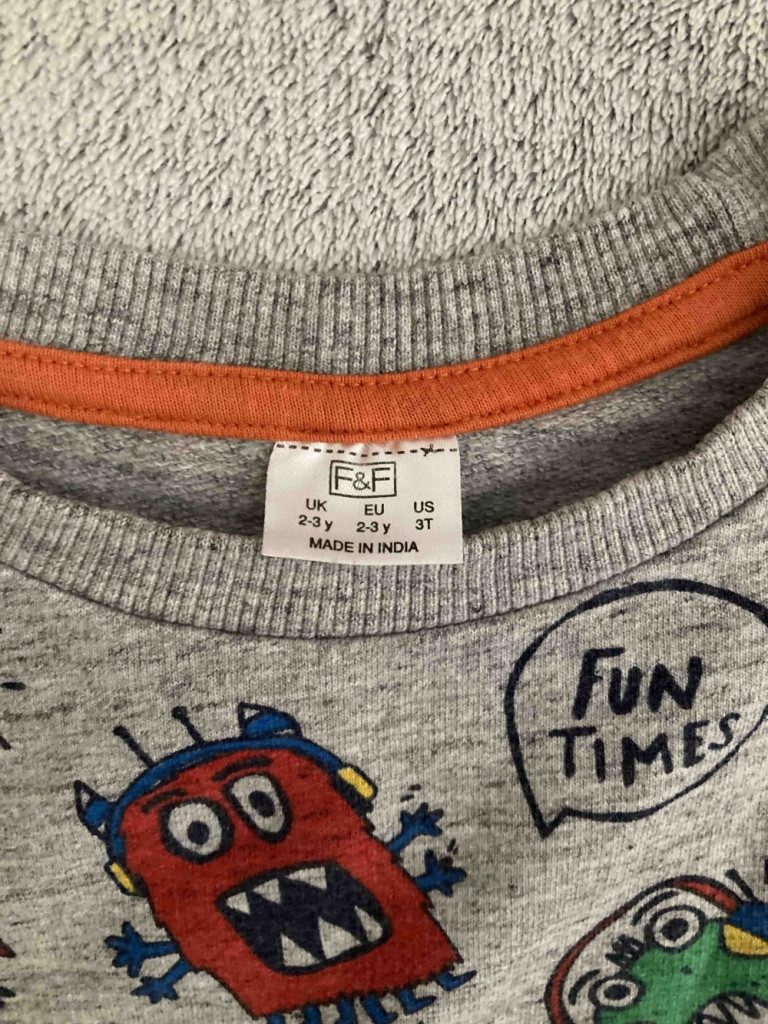 F&F
UK EU US
2-3 y 2-3 y 3T
MADE IN INDIA
FUN
TIMES